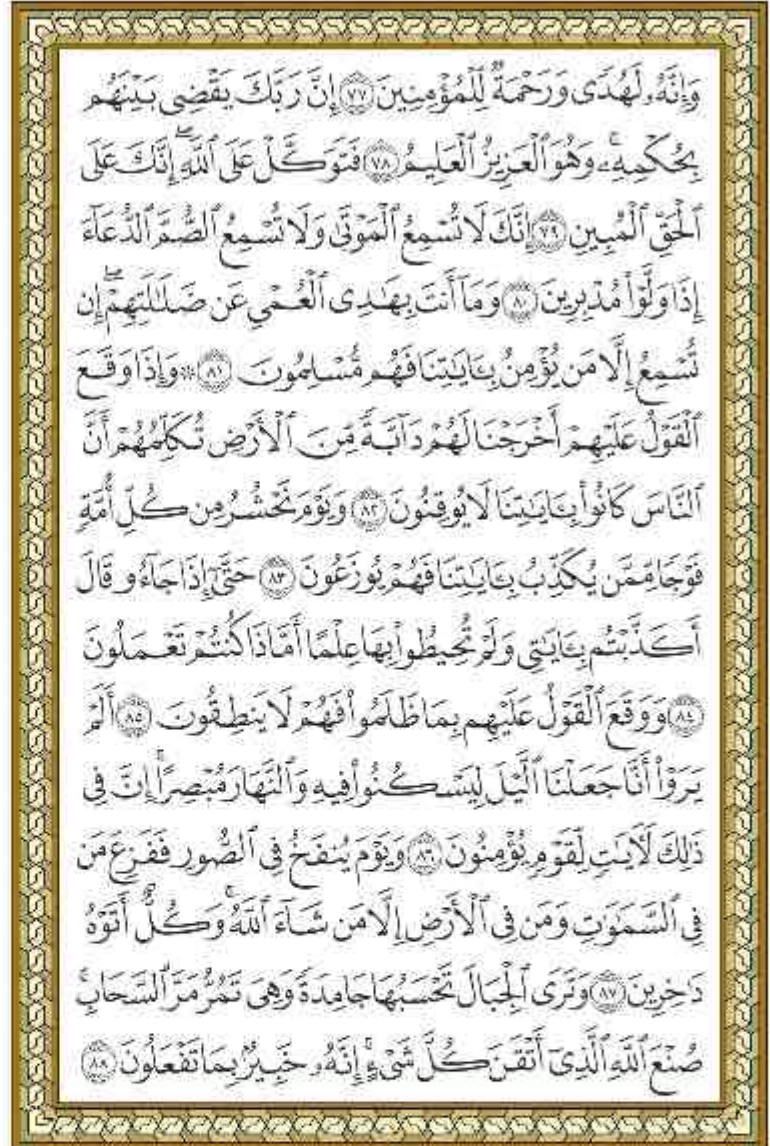 وَإِنَّهُۥ لَهُدًى وَرَحْمَةٌ لِّلْمُؤْمِنِينَ ٧٧ إِنَّ رَبَّكَ يَقْضِى بَيْنَهُم
بِحُكْمِهِۦۚ وَهُوَ ٱلْعَزِيزُ ٱلْعَلِيمُ ٧٨ فَتَوَكَّلْ عَلَى ٱللَّهِۖ إِنَّكَ عَلَى
ٱلْحَقِّ ٱلْمُبِينِ ٧٩ إِنَّكَ لَا تُسْمِعُ ٱلْمَوْتَىٰ وَلَا تُسْمِعُ ٱلصُّمَّ ٱلدُّعَآءَ
إِذَا وَلَّوْا۟ مُدْبِرِينَ ٨٠ وَمَآ أَنتَ بِهَٰدِى ٱلْعُمْىِ عَن ضَلَٰلَتِهِمْۖ إِن
تُسْمِعُ إِلَّا مَن يُؤْمِنُ بِـَٔايَٰتِنَا فَهُم مُّسْلِمُونَ ٨١ ۞ وَإِذَا وَقَعَ
ٱلْقَوْلُ عَلَيْهِمْ أَخْرَجْنَا لَهُمْ دَآبَّةً مِّنَ ٱلْأَرْضِ تُكَلِّمُهُمْ أَنَّ
ٱلنَّاسَ كَانُوا۟ بِـَٔايَٰتِنَا لَا يُوقِنُونَ ٨٢ وَيَوْمَ نَحْشُرُ مِن كُلِّ أُمَّةٍ
فَوْجًا مِّمَّن يُكَذِّبُ بِـَٔايَٰتِنَا فَهُمْ يُوزَعُونَ ٨٣ حَتَّىٰٓ إِذَا جَآءُو قَالَ
أَكَذَّبْتُم بِـَٔايَٰتِى وَلَمْ تُحِيطُوا۟ بِهَا عِلْمًا أَمَّاذَا كُنتُمْ تَعْمَلُونَ
٨٤ وَوَقَعَ ٱلْقَوْلُ عَلَيْهِم بِمَا ظَلَمُوا۟ فَهُمْ لَا يَنطِقُونَ ٨٥ أَلَمْ
يَرَوْا۟ أَنَّا جَعَلْنَا ٱلَّيْلَ لِيَسْكُنُوا۟ فِيهِ وَٱلنَّهَارَ مُبْصِرًاۚ إِنَّ فِى
ذَٰلِكَ لَـَٔايَٰتٍ لِّقَوْمٍ يُؤْمِنُونَ ٨٦ وَيَوْمَ يُنفَخُ فِى ٱلصُّورِ فَفَزِعَ مَن
فِى ٱلسَّمَٰوَٰتِ وَمَن فِى ٱلْأَرْضِ إِلَّا مَن شَآءَ ٱللَّهُۚ وَكُلٌّ أَتَوْهُ
دَٰخِرِينَ ٨٧ وَتَرَى ٱلْجِبَالَ تَحْسَبُهَا جَامِدَةً وَهِىَ تَمُرُّ مَرَّ ٱلسَّحَابِۚ
صُنْعَ ٱللَّهِ ٱلَّذِىٓ أَتْقَنَ كُلَّ شَىْءٍۚ إِنَّهُۥ خَبِيرٌۢ بِمَا تَفْعَلُونَ ٨٨